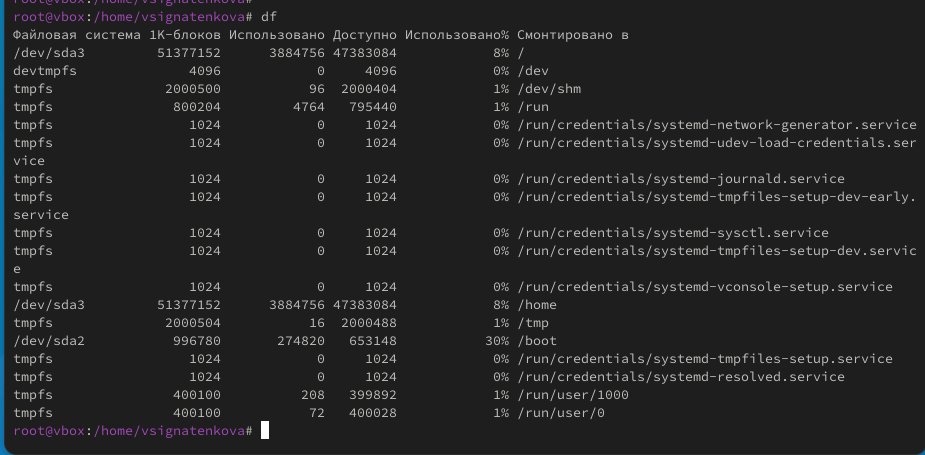 root@vbox:/home/vsignatenkova#
root@vbox:/home/vsignatenkova# df
Файловая система 1K-блоков Использовано Доступно Использовано% Смонтировано в
/dev/sda3 51377152 3884756 47383084 8% /
devtmpfs 4096 0 4096 0% /dev
tmpfs 2000500 96 2000404 1% /dev/shm
tmpfs 800204 4764 795440 1% /run
tmpfs 1024 0 1024 0% /run/credentials/systemd-network-generator.service
tmpfs 1024 0 1024 0% /run/credentials/systemd-udev-load-credentials.ser
vice
tmpfs 1024 0 1024 0% /run/credentials/systemd-journald.service
tmpfs 1024 0 1024 0% /run/credentials/systemd-tmpfiles-setup-dev-early.
service
tmpfs 1024 0 1024 0% /run/credentials/systemd-sysctl.service
tmpfs 1024 0 1024 0% /run/credentials/systemd-tmpfiles-setup-dev.servic
e
tmpfs 1024 0 1024 0% /run/credentials/systemd-vconsole-setup.service
/dev/sda3 51377152 3884756 47383084 8% /home
tmpfs 2000504 16 2000488 1% /tmp
/dev/sda2 996780 274820 653148 30% /boot
tmpfs 1024 0 1024 0% /run/credentials/systemd-tmpfiles-setup.service
tmpfs 1024 0 1024 0% /run/credentials/systemd-resolved.service
tmpfs 400100 208 399892 1% /run/user/1000
tmpfs 400100 72 400028 1% /run/user/0
root@vbox:/home/vsignatenkova#